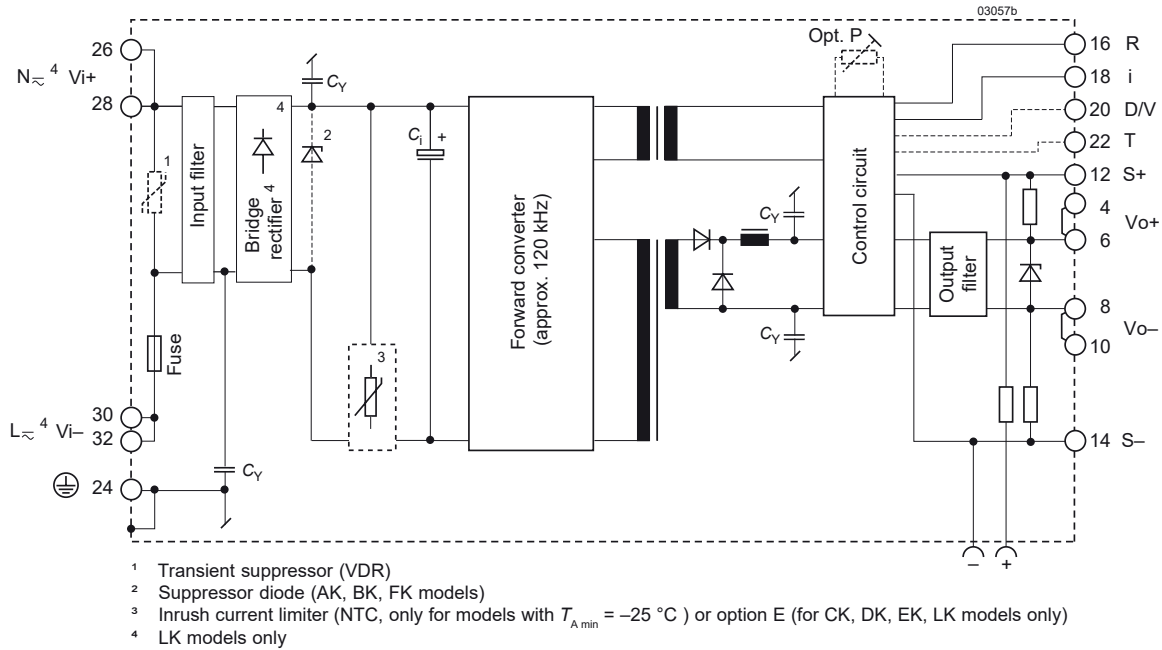 03057b
Opt. P
26
N≂ 4 Vi+
28
CY
4
2
Ci +
1
Input filter
Bridge
rectifier 4
Forward converter
(approx. 120 kHz)
CY
CY
Control circuit
Output
filter
16 R
18 i
20 D/V
22 T
12 S+
4
Vo+
6
8
Vo–
10
14 S–
Fuse
3
30
L≂ 4 Vi–
32
CY
24
– +
1 Transient suppressor (VDR)
2 Suppressor diode (AK, BK, FK models)
3 Inrush current limiter (NTC, only for models with TA min = –25 °C ) or option E (for CK, DK, EK, LK models only)
4 LK models only